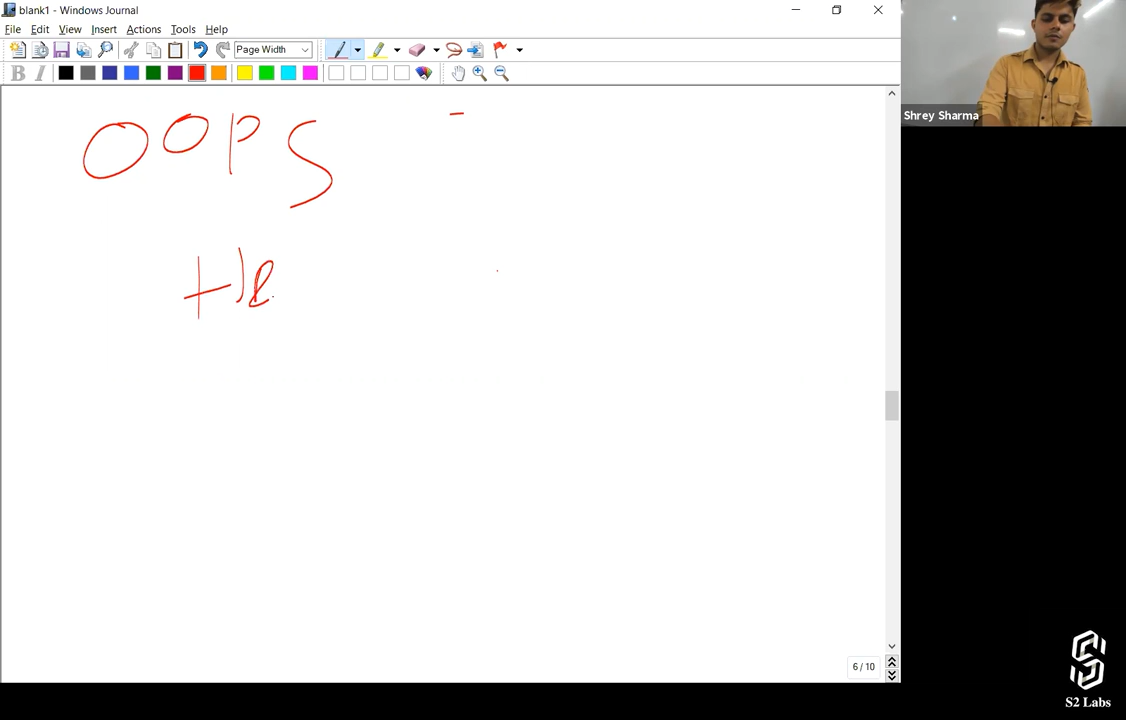 blank1 - Windows Journal
File Edit View Insert Actions Tools Help
Page Width
B I
Shrey Sharma
OOPS -
He
6 / 10
S2 Labs